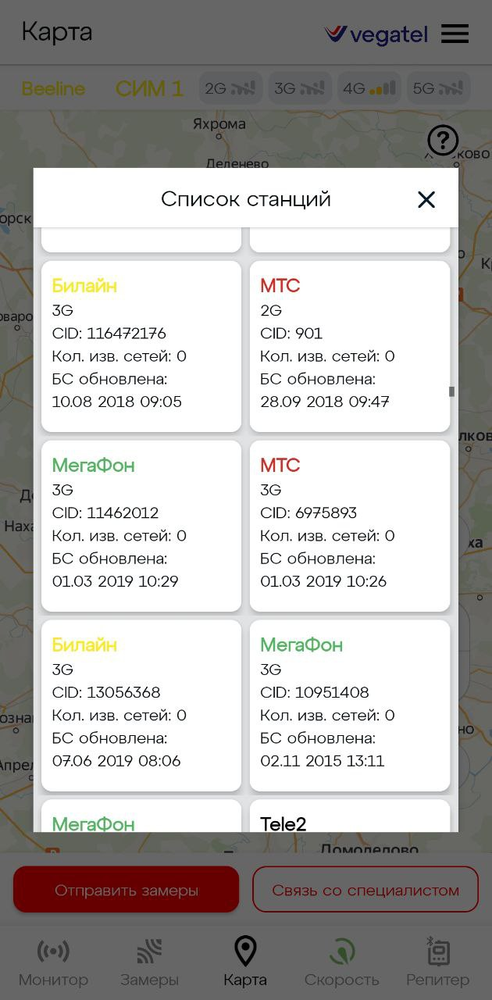 Карта
vegatel
Beeline
СИМ 1
2G
3G
4G
5G
Яхрома
Деленево
Список станций
Билайн
3G
CID: 116472176
Кол. изв. сетей: 0
БС обновлена:
10.08 2018 09:05
МТС
2G
CID: 901
Кол. изв. сетей: 0
БС обновлена:
28.09 2018 09:47
МегаФон
3G
CID: 11462012
Кол. изв. сетей: 0
БС обновлена:
01.03 2019 10:29
МТС
3G
CID: 6975893
Кол. изв. сетей: 0
БС обновлена:
01.03 2019 10:26
Билайн
3G
CID: 13056368
Кол. изв. сетей: 0
БС обновлена:
07.06 2019 08:06
МегаФон
3G
CID: 10951408
Кол. изв. сетей: 0
БС обновлена:
02.11 2015 13:11
МегаФон
Tele2
Домодедово
Отправить замеры
Связь со специалистом
Монитор
Замеры
Карта
Скорость
Репитер